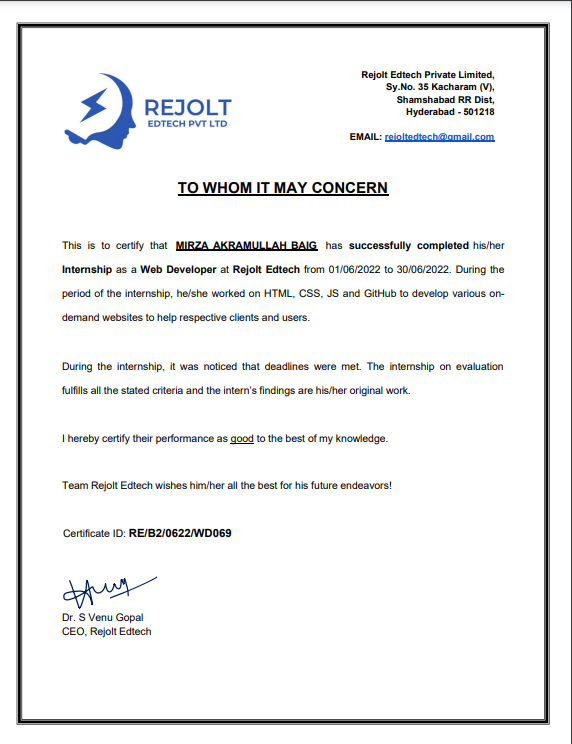 REJOLT
EDTECH PVT LTD
Rejolt Edtech Private Limited,
Sy.No. 35 Kacharam (V),
Shamshabad RR Dist,
Hyderabad - 501218
EMAIL: rejoltedtech@gmail.com
TO WHOM IT MAY CONCERN
This is to certify that MIRZA AKRAMULLAH BAIG has successfully completed his/her
Internship as a Web Developer at Rejolt Edtech from 01/06/2022 to 30/06/2022. During the
period of the internship, he/she worked on HTML, CSS, JS and GitHub to develop various on-
demand websites to help respective clients and users.
During the internship, it was noticed that deadlines were met. The internship on evaluation
fulfills all the stated criteria and the intern's findings are his/her original work.
I hereby certify their performance as good to the best of my knowledge.
Team Rejolt Edtech wishes him/her all the best for his future endeavors!
Certificate ID: RE/B2/0622/WD069
Dr. S Venu Gopal
CEO, Rejolt Edtech